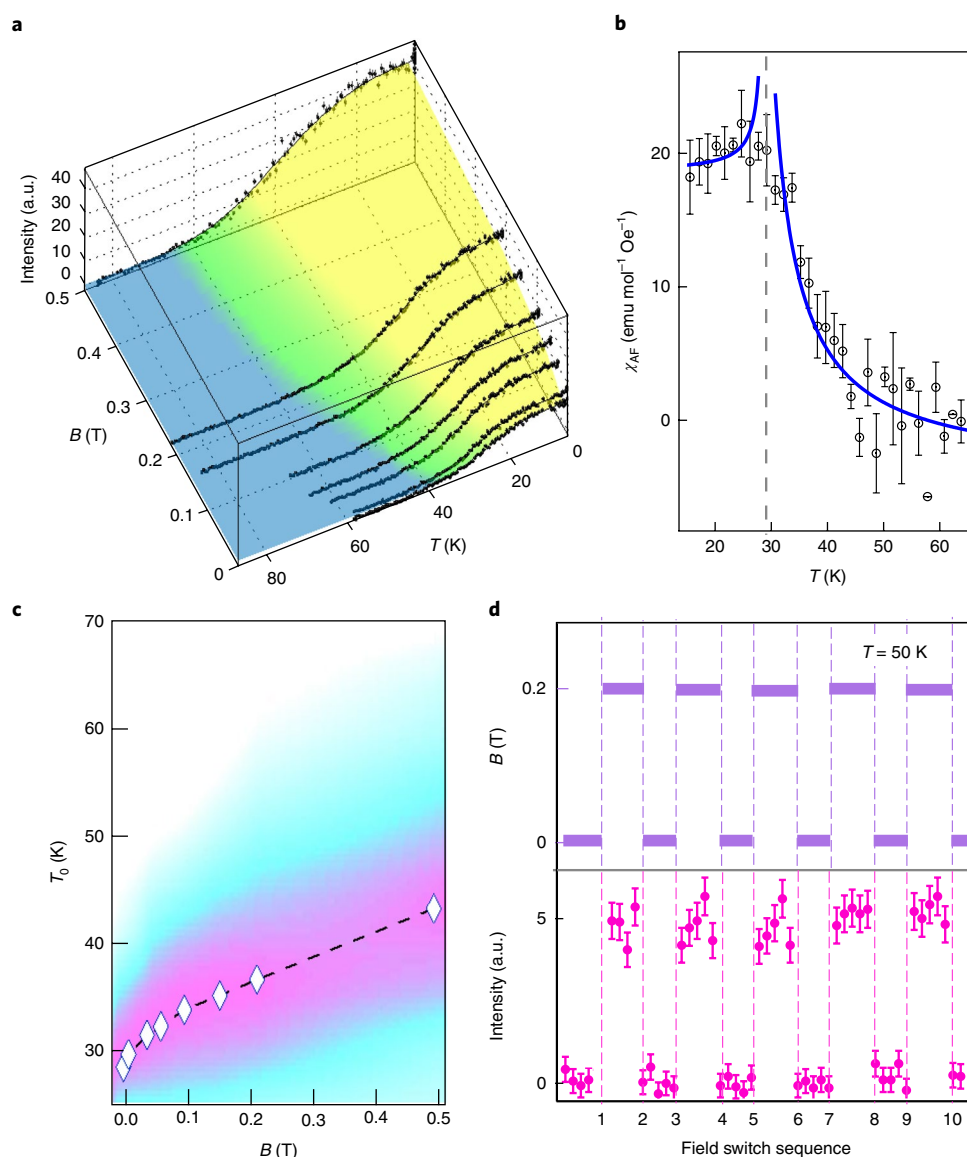 a
Intensity (a.u.)
40
30
20
10
0
0.5
0.4
0.3
0.2
0.1
0
B (T)
80
60
40
20
0
T (K)
b
χAF (emu mol⁻¹ Oe⁻¹)
20
10
0
20 30 40 50 60
T (K)
c
T₀ (K)
70
60
50
40
30
0.0 0.1 0.2 0.3 0.4 0.5
B (T)
d
T = 50 K
B (T)
0.2
0
Intensity (a.u.)
5
0
1 2 3 4 5 6 7 8 9 10
Field switch sequence